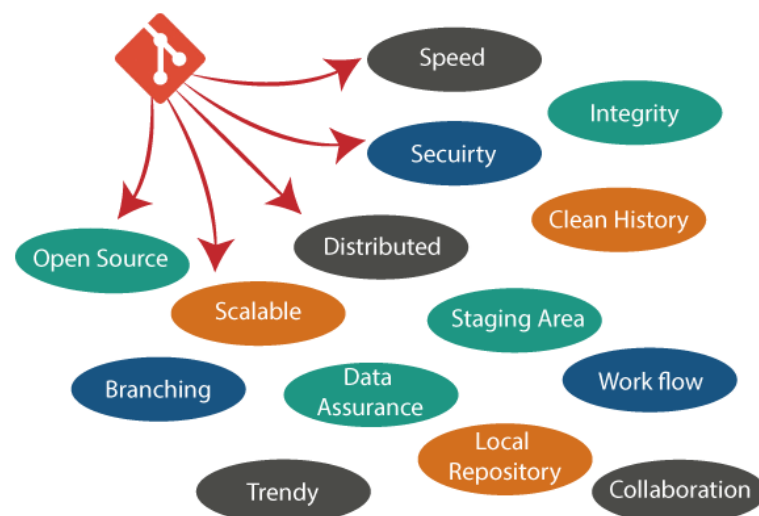 Speed
Integrity
Secuirty
Clean History
Distributed
Open Source
Scalable
Staging Area
Branching
Data
Assurance
Work flow
Local
Repository
Trendy
Collaboration